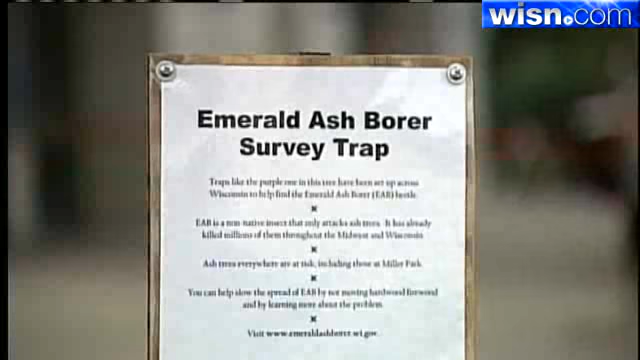 wisn.com
Emerald Ash Borer
Survey Trap
Traps like the purple one in this tree have been set up across
Wisconsin to help find the Emerald Ash Borer (EAB) beetle.
EAB is a non-native insect that only attacks ash trees. It has already
killed millions of them throughout the Midwest and Wisconsin.
Ash trees everywhere are at risk, including those at Miller Park.
You can help slow the spread of EAB by not moving hardwood firewood
and by learning more about the problem.
Visit www.emeraldashborer.wi.gov.